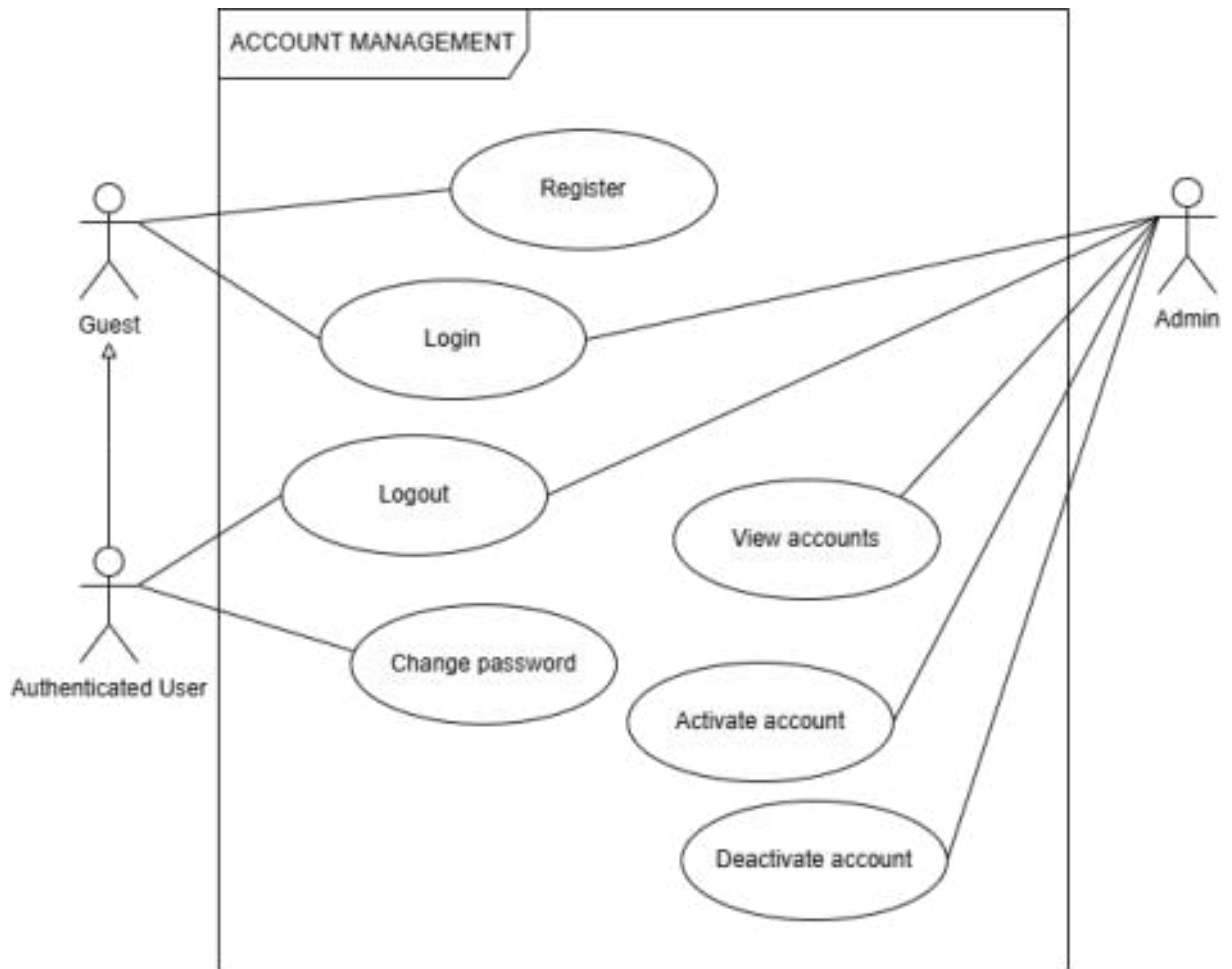 ACCOUNT MANAGEMENT
Register
Guest
Login
Admin
Logout
View accounts
Authenticated User
Change password
Activate account
Deactivate account